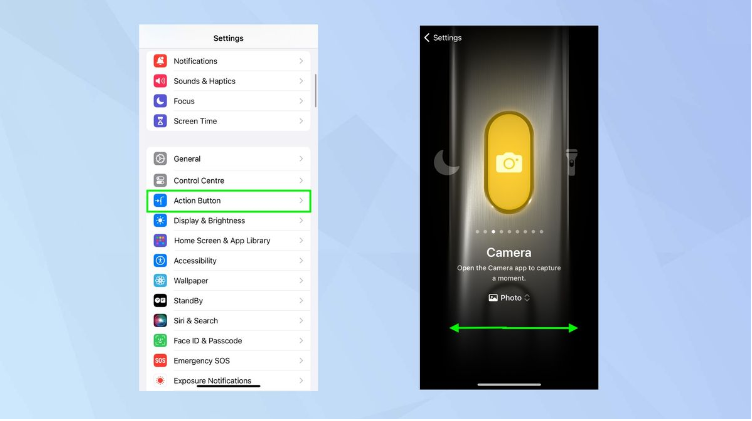 Settings
Notifications
Sounds & Haptics
Focus
Screen Time
General
Control Centre
Action Button
Display & Brightness
Home Screen & App Library
Accessibility
Wallpaper
StandBy
Siri & Search
Face ID & Passcode
SOS Emergency SOS
Exposure Notifications
Settings
Camera
Open the Camera app to capture
a moment.
Photo